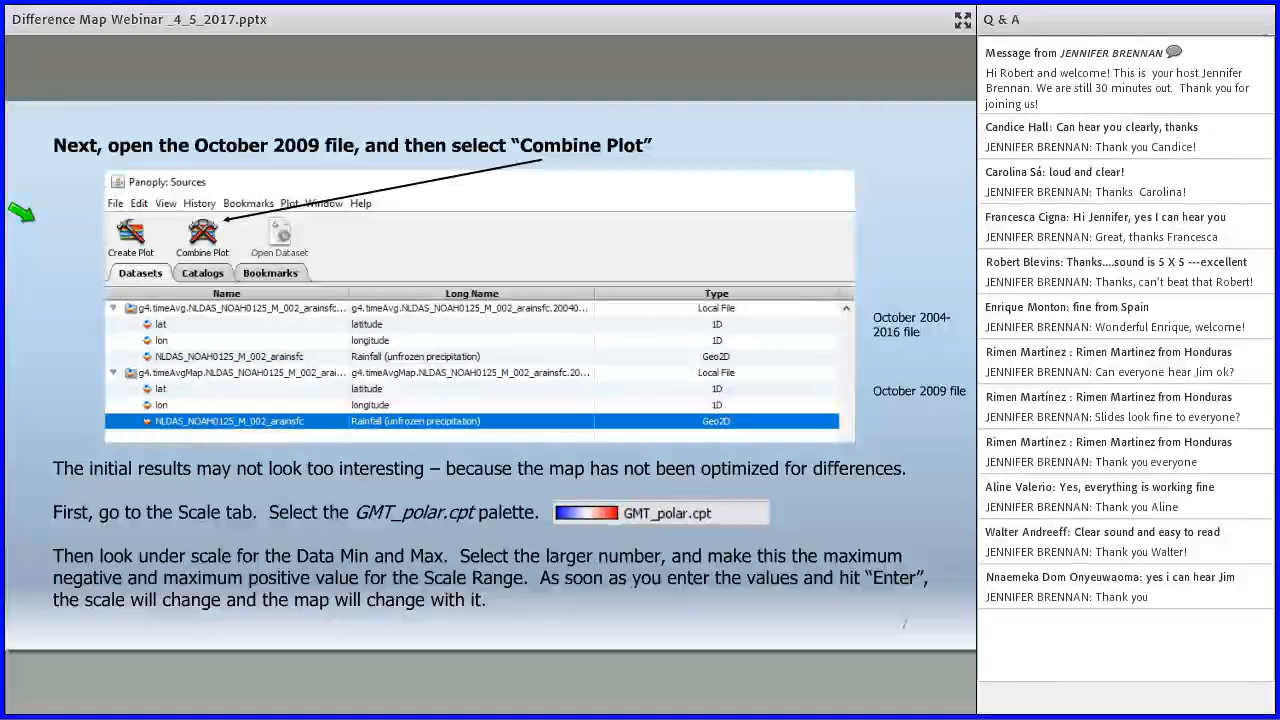 Difference Map Webinar _4_5_2017.pptx
Next, open the October 2009 file, and then select “Combine Plot”
Panoply: Sources
File Edit View History Bookmarks Plot Window Help
Create Plot Combine Plot Open Dataset
Datasets Catalogs Bookmarks
Name Long Name Type
g4.timeAvg.NLDAS_NOAH0125_M_002_arainsfc... g4.timeAvg.NLDAS_NOAH0125_M_002_arainsfc.20040... Local File
lat latitude 1D
lon longitude 1D
NLDAS_NOAH0125_M_002_arainsfc Rainfall (unfrozen precipitation) Geo2D
g4.timeAvgMap.NLDAS_NOAH0125_M_002_arai... g4.timeAvgMap.NLDAS_NOAH0125_M_002_arainsfc.20... Local File
lat latitude 1D
lon longitude 1D
NLDAS_NOAH0125_M_002_arainsfc Rainfall (unfrozen precipitation) Geo2D
October 2004-
2016 file
October 2009 file
The initial results may not look too interesting – because the map has not been optimized for differences.
First, go to the Scale tab. Select the GMT_polar.cpt palette.
GMT_polar.cpt
Then look under scale for the Data Min and Max. Select the larger number, and make this the maximum
negative and maximum positive value for the Scale Range. As soon as you enter the values and hit “Enter”,
the scale will change and the map will change with it.
7
Q & A
Message from JENNIFER BRENNAN
Hi Robert and welcome! This is your host Jennifer
Brennan. We are still 30 minutes out. Thank you for
joining us!
Candice Hall: Can hear you clearly, thanks
JENNIFER BRENNAN: Thank you Candice!
Carolina Sá: loud and clear!
JENNIFER BRENNAN: Thanks Carolina!
Francesca Cigna: Hi Jennifer, yes I can hear you
JENNIFER BRENNAN: Great, thanks Francesca
Robert Blevins: Thanks....sound is 5 X 5 ---excellent
JENNIFER BRENNAN: Thanks, can't beat that Robert!
Enrique Monton: fine from Spain
JENNIFER BRENNAN: Wonderful Enrique, welcome!
Rimen Martínez : Rimen Martinez from Honduras
JENNIFER BRENNAN: Can everyone hear Jim ok?
Rimen Martínez : Rimen Martinez from Honduras
JENNIFER BRENNAN: Slides look fine to everyone?
Rimen Martínez : Rimen Martinez from Honduras
JENNIFER BRENNAN: Thank you everyone
Aline Valerio: Yes, everything is working fine
JENNIFER BRENNAN: Thank you Aline
Walter Andreeff: Clear sound and easy to read
JENNIFER BRENNAN: Thank you Walter!
Nnaemeka Dom Onyeuwaoma: yes i can hear Jim
JENNIFER BRENNAN: Thank you